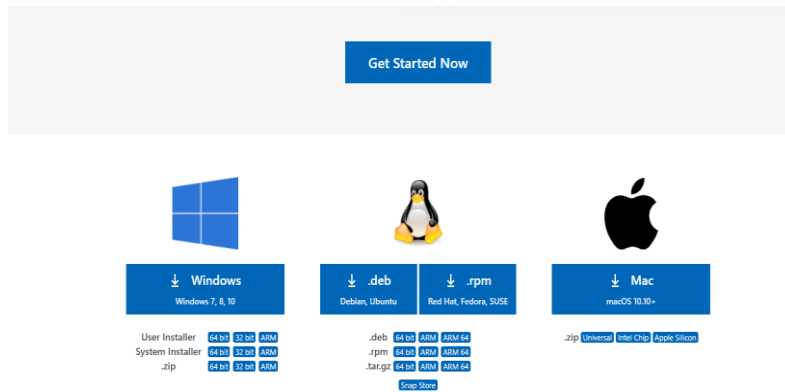 Get Started Now
Windows
Windows 7, 8, 10
User Installer 64 bit 32 bit ARM
System Installer 64 bit 32 bit ARM
.zip 64 bit 32 bit ARM
.deb .rpm
Debian, Ubuntu Red Hat, Fedora, SUSE
.deb 64 bit ARM ARM 64
.rpm 64 bit ARM ARM 64
.tar.gz 64 bit ARM ARM 64
Snap Store
Mac
macOS 10.10+
.zip Universal Intel Chip Apple Silicon